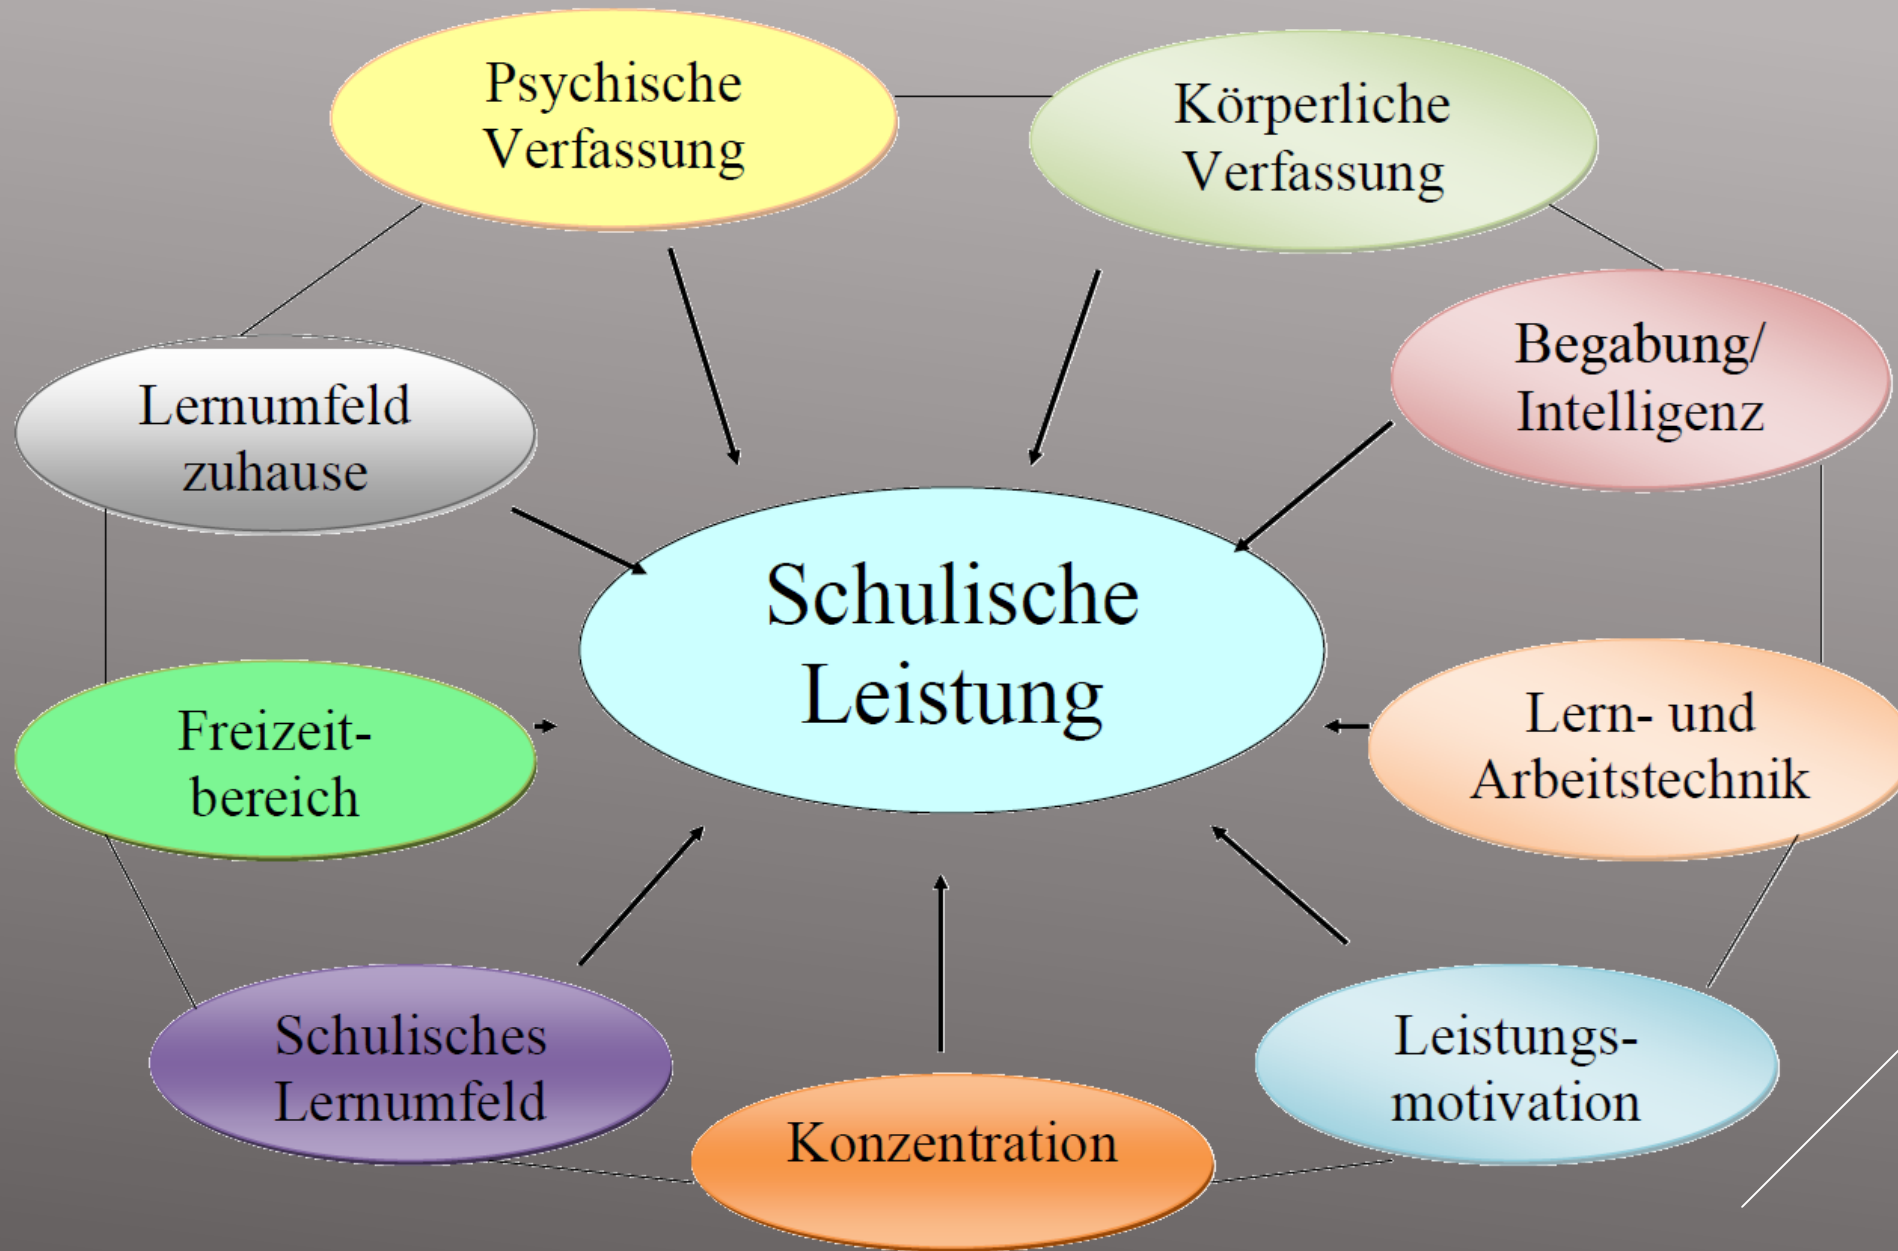 Psychische
Verfassung
Körperliche
Verfassung
Begabung/
Intelligenz
Lernumfeld
zuhause
Schulische
Leistung
Freizeit-
bereich
Lern- und
Arbeitstechnik
Schulisches
Lernumfeld
Konzentration
Leistungs-
motivation